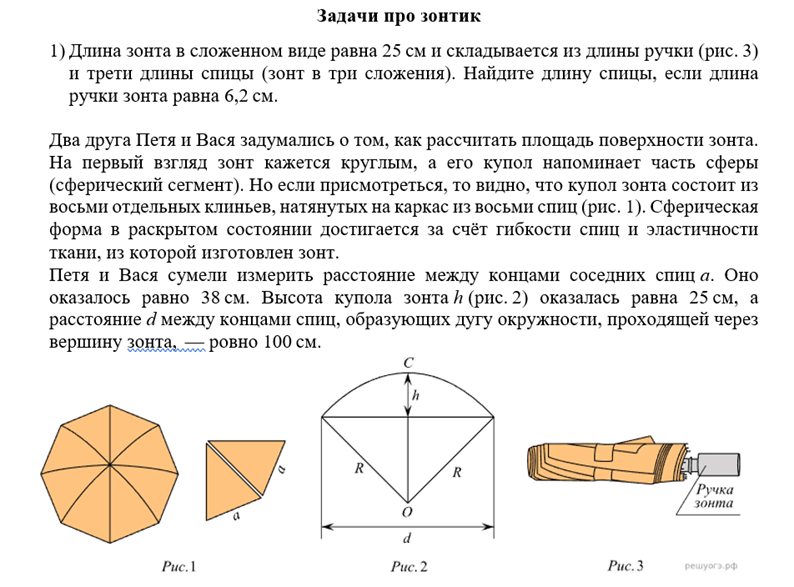 Задачи про зонтик
1) Длина зонта в сложенном виде равна 25 см и складывается из длины ручки (рис. 3)
и трети длины спицы (зонт в три сложения). Найдите длину спицы, если длина
ручки зонта равна 6,2 см.
Два друга Петя и Вася задумались о том, как рассчитать площадь поверхности зонта.
На первый взгляд зонт кажется круглым, а его купол напоминает часть сферы
(сферический сегмент). Но если присмотреться, то видно, что купол зонта состоит из
восьми отдельных клиньев, натянутых на каркас из восьми спиц (рис. 1). Сферическая
форма в раскрытом состоянии достигается за счёт гибкости спиц и эластичности
ткани, из которой изготовлен зонт.
Петя и Вася сумели измерить расстояние между концами соседних спиц a. Оно
оказалось равно 38 см. Высота купола зонта h (рис. 2) оказалась равна 25 см, а
расстояние d между концами спиц, образующих дугу окружности, проходящей через
вершину зонта, — ровно 100 см.
a
a
C
h
R
R
O
d
Ручка
зонта
Рис.1
Рис.2
Рис.3
решуогэ.рф